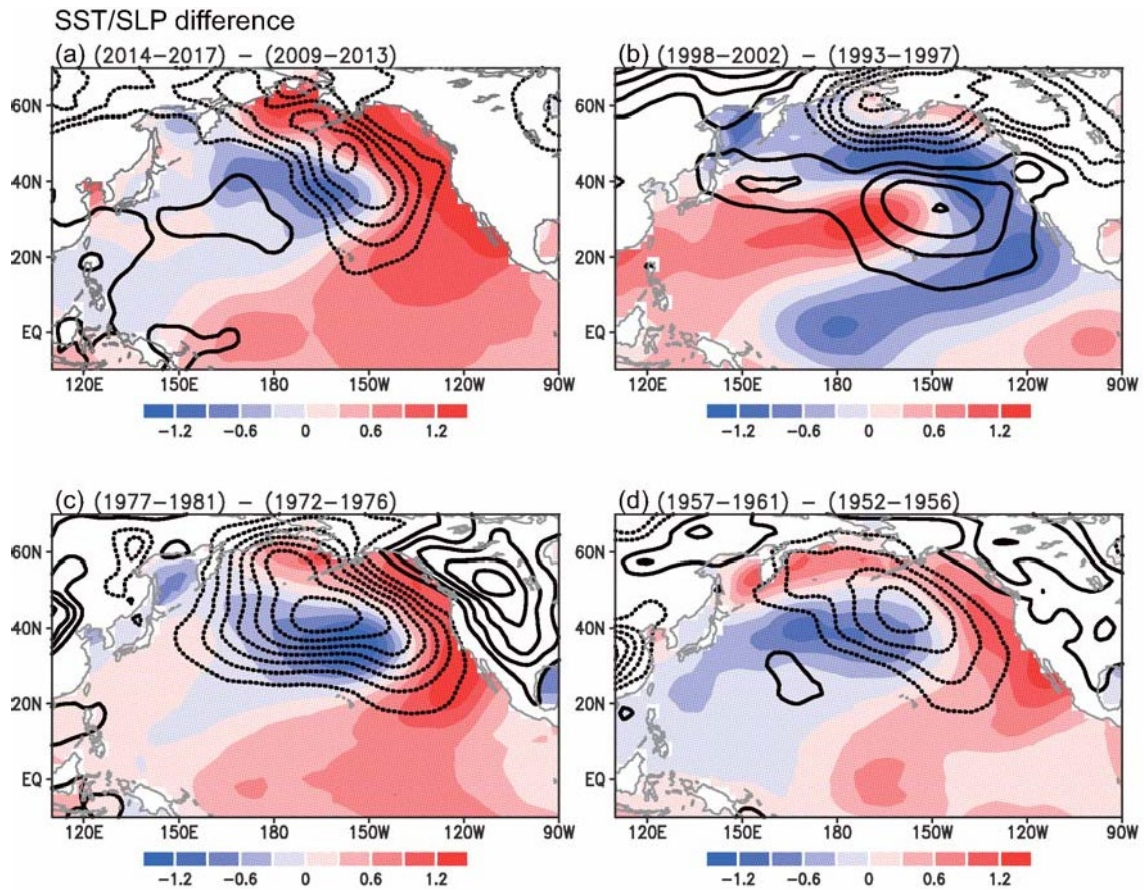 SST/SLP difference
(a) (2014−2017) − (2009−2013)
(b) (1998−2002) − (1993−1997)
60N
40N
20N
EQ
120E 150E 180 150W 120W 90W
−1.2 −0.6 0 0.6 1.2
60N
40N
20N
EQ
120E 150E 180 150W 120W 90W
−1.2 −0.6 0 0.6 1.2
(c) (1977−1981) − (1972−1976)
(d) (1957−1961) − (1952−1956)
60N
40N
20N
EQ
120E 150E 180 150W 120W 90W
−1.2 −0.6 0 0.6 1.2
60N
40N
20N
EQ
120E 150E 180 150W 120W 90W
−1.2 −0.6 0 0.6 1.2